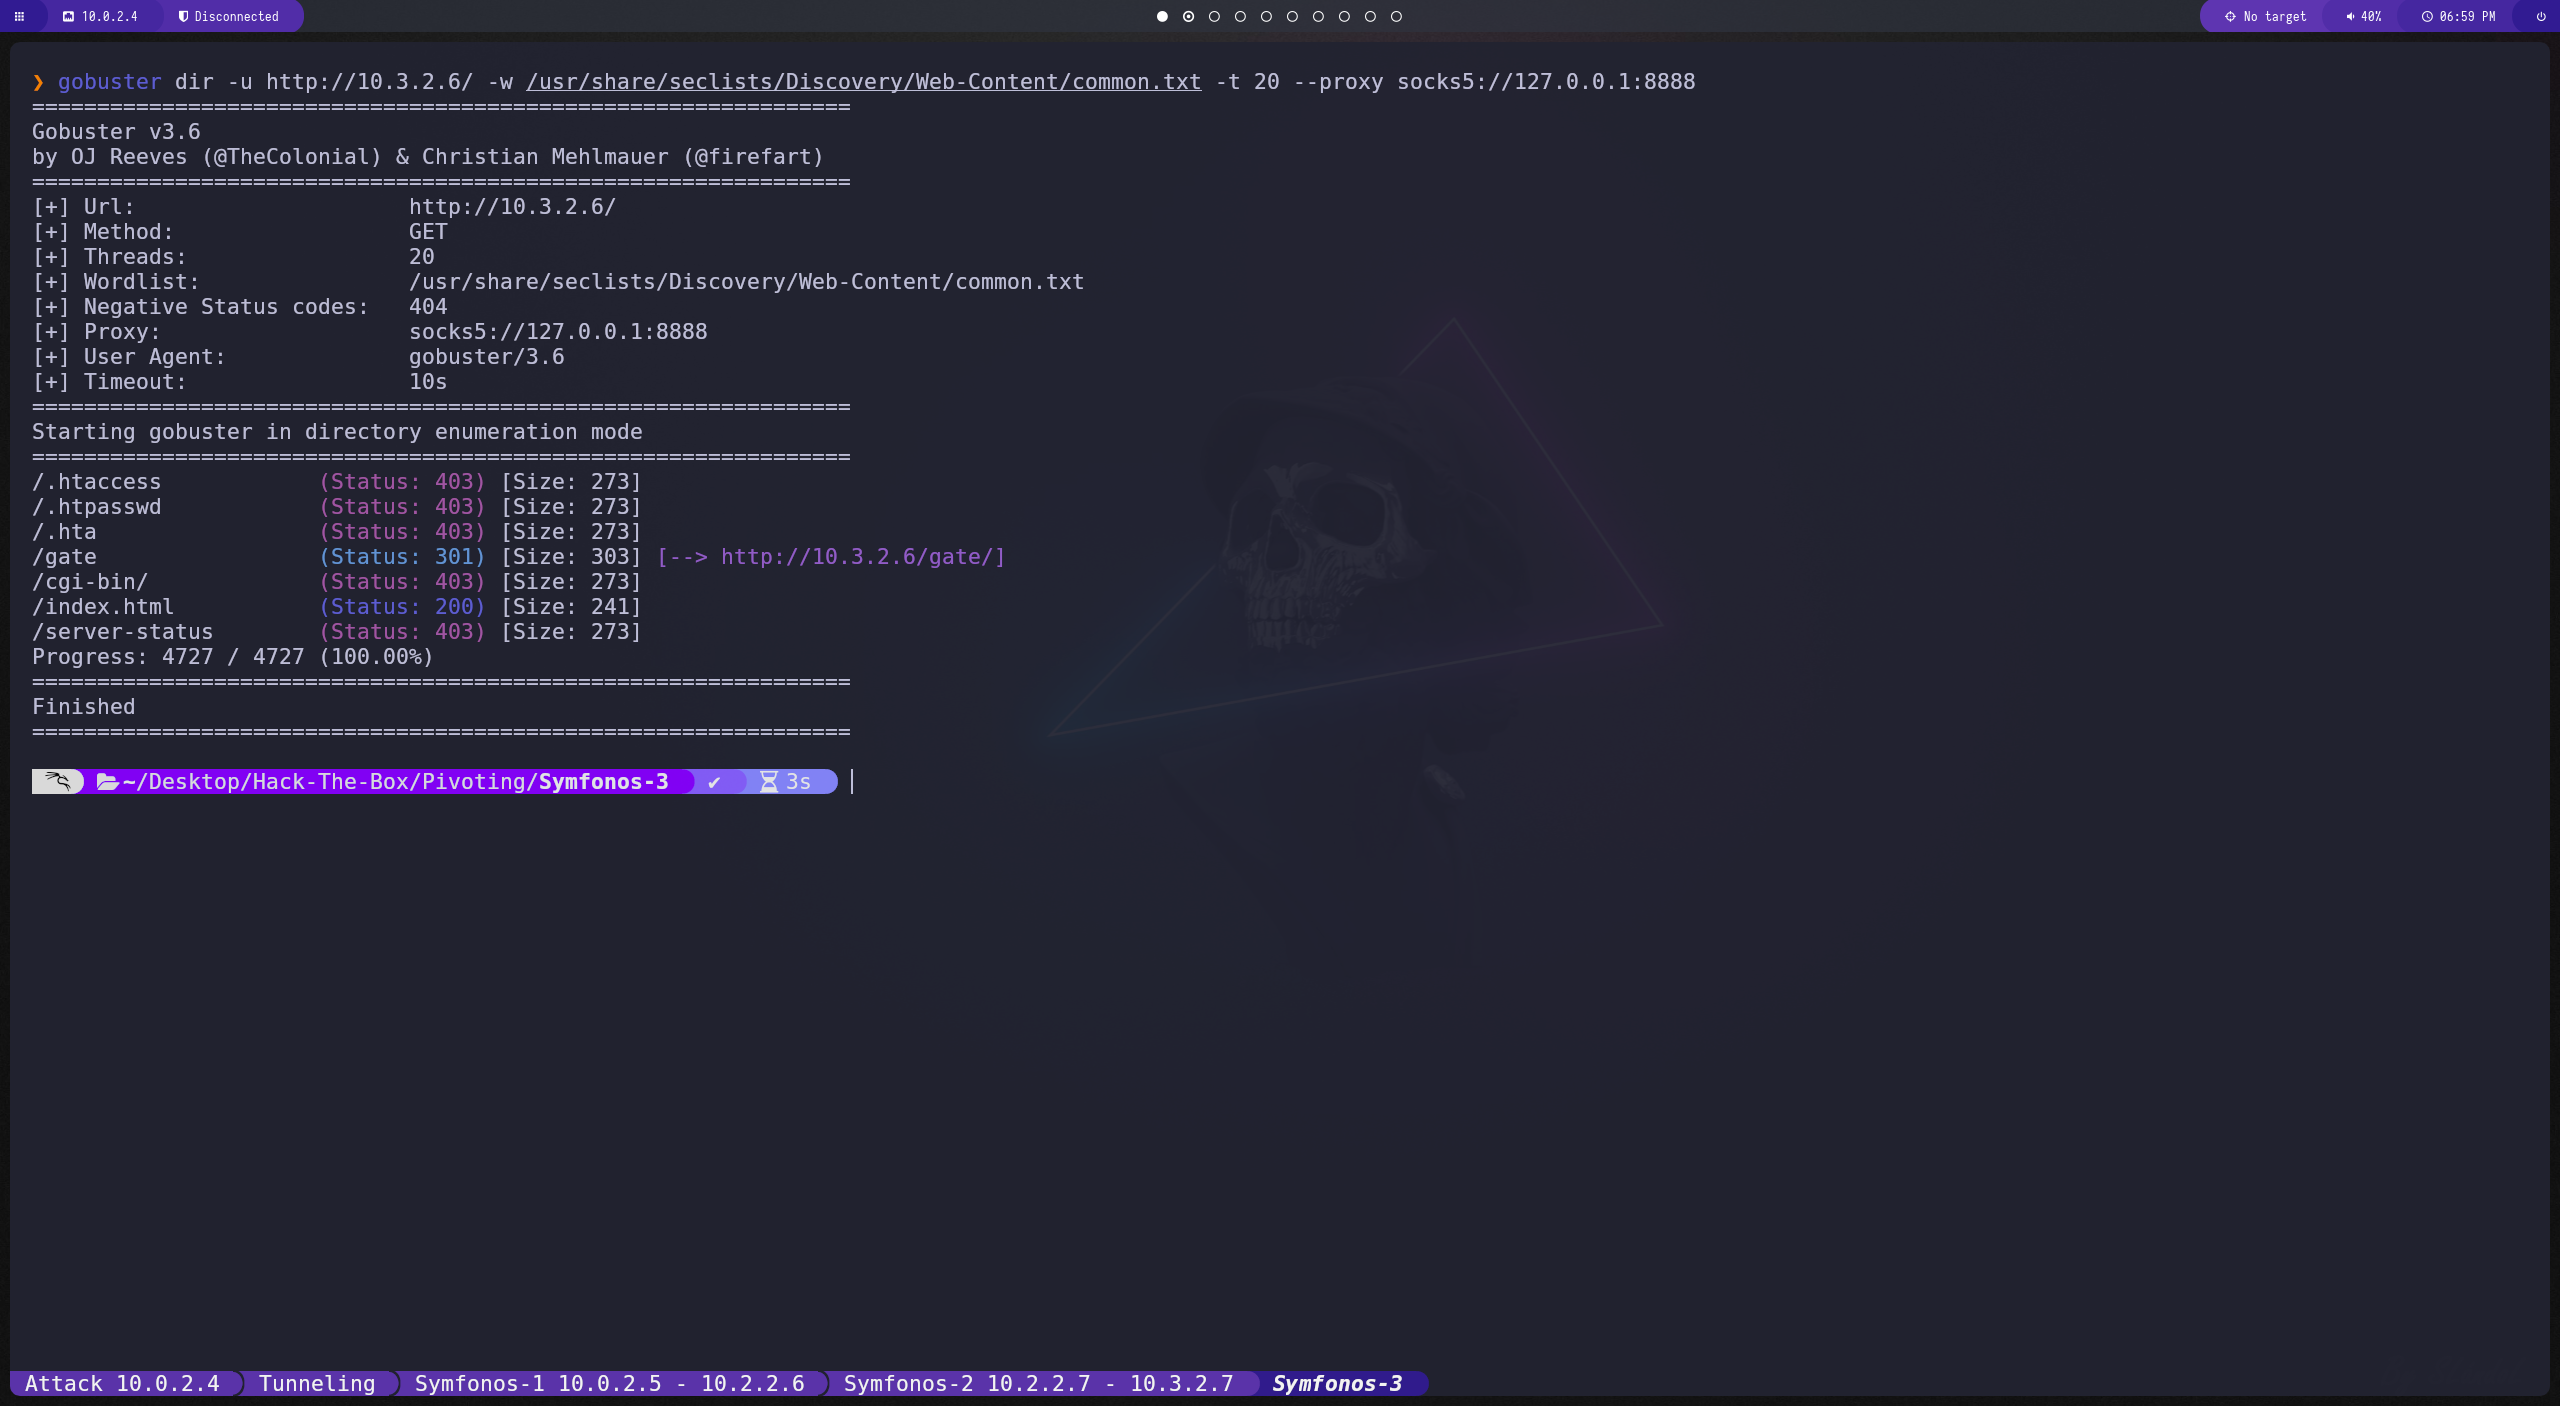 10.0.2.4 Disconnected No target 40% 06:59 PM
❯ gobuster dir -u http://10.3.2.6/ -w /usr/share/seclists/Discovery/Web-Content/common.txt -t 20 --proxy socks5://127.0.0.1:8888
===============================================================
Gobuster v3.6
by OJ Reeves (@TheColonial) & Christian Mehlmauer (@firefart)
===============================================================
[+] Url:                     http://10.3.2.6/
[+] Method:                  GET
[+] Threads:                 20
[+] Wordlist:                /usr/share/seclists/Discovery/Web-Content/common.txt
[+] Negative Status codes:   404
[+] Proxy:                   socks5://127.0.0.1:8888
[+] User Agent:              gobuster/3.6
[+] Timeout:                 10s
===============================================================
Starting gobuster in directory enumeration mode
===============================================================
/.htaccess            (Status: 403) [Size: 273]
/.htpasswd            (Status: 403) [Size: 273]
/.hta                 (Status: 403) [Size: 273]
/gate                 (Status: 301) [Size: 303] [--> http://10.3.2.6/gate/]
/cgi-bin/             (Status: 403) [Size: 273]
/index.html           (Status: 200) [Size: 241]
/server-status        (Status: 403) [Size: 273]
Progress: 4727 / 4727 (100.00%)
===============================================================
Finished
===============================================================
~/Desktop/Hack-The-Box/Pivoting/Symfonos-3 ✔ 3s
Attack 10.0.2.4 Tunneling Symfonos-1 10.0.2.5 - 10.2.2.6 Symfonos-2 10.2.2.7 - 10.3.2.7 Symfonos-3